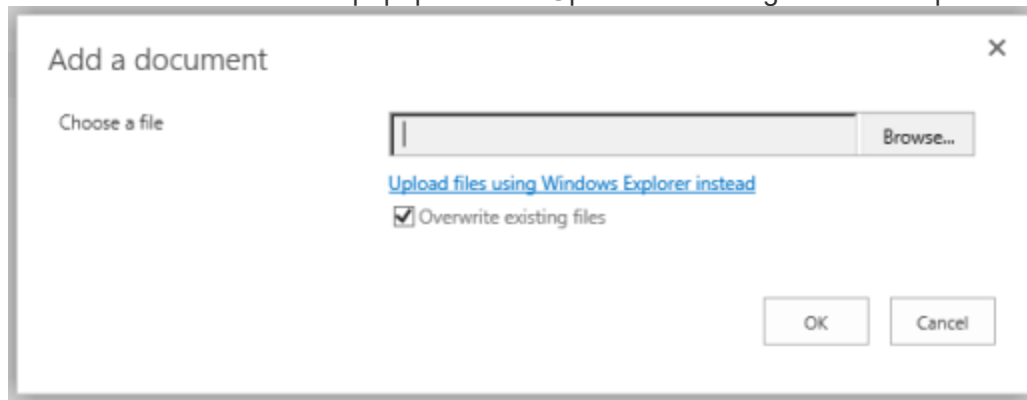 Add a document
Choose a file
Browse...
Upload files using Windows Explorer instead
Overwrite existing files
OK Cancel